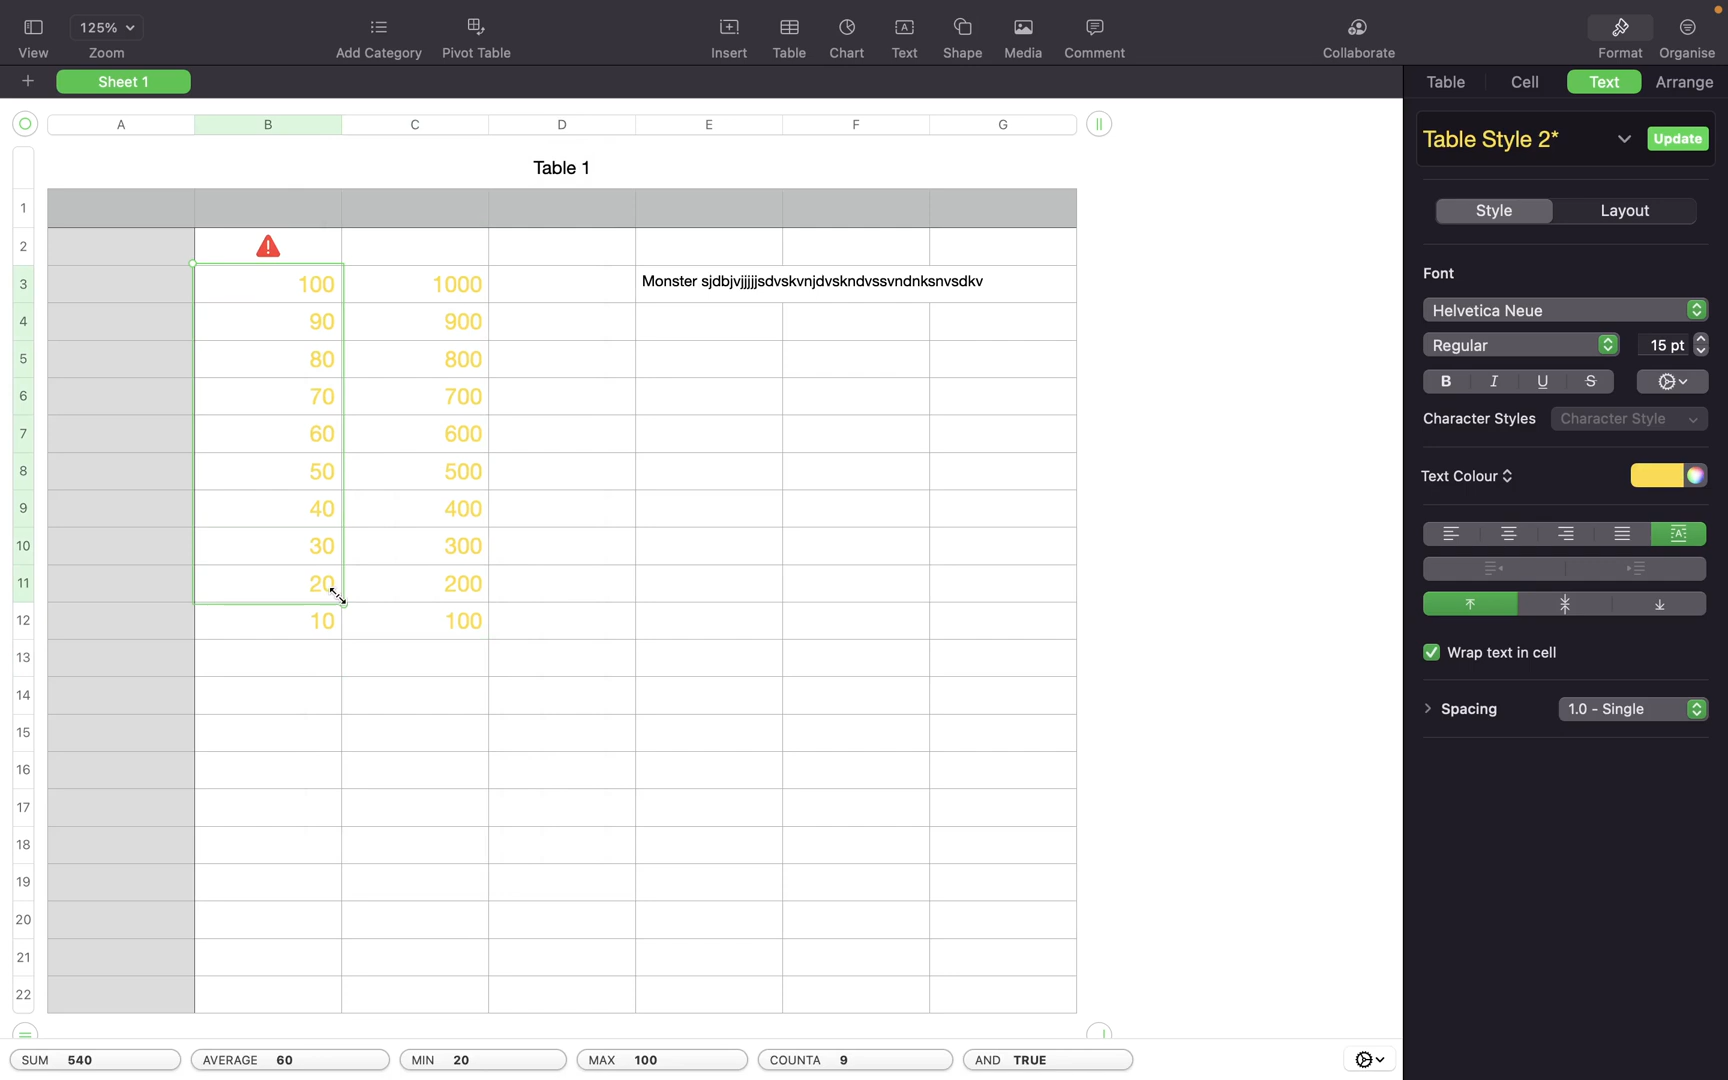 125%
View
Zoom
Add Category
Pivot Table
Insert
Table
Chart
Text
Shape
Media
Comment
Collaborate
Format
Organise
Sheet 1
Table
Cell
Text
Arrange
A B C D E F G
Table 1
Table Style 2*
Update
Style
Layout
1
2
3 100 1000 Monster sjdbjvjjjjjsdvskvnjdvskndvssvndnksnvsdkv
4 90 900
5 80 800
6 70 700
7 60 600
8 50 500
9 40 400
10 30 300
11 20 200
12 10 100
13
14
15
16
17
18
19
20
21
22
Font
Helvetica Neue
Regular
15 pt
B I U S
Character Styles
Character Style
Text Colour
Wrap text in cell
Spacing
1.0 - Single
SUM 540
AVERAGE 60
MIN 20
MAX 100
COUNTA 9
AND TRUE